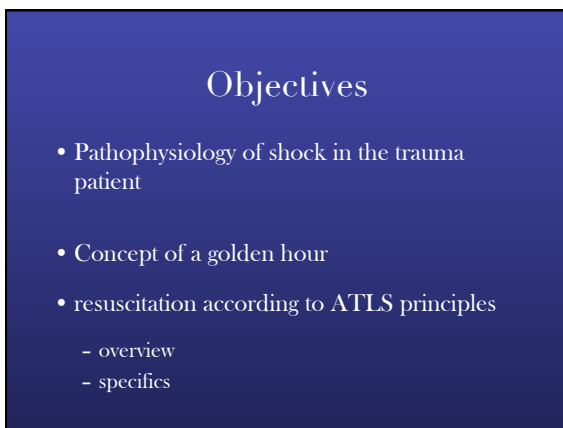 Objectives
• Pathophysiology of shock in the trauma
patient
• Concept of a golden hour
• resuscitation according to ATLS principles
– overview
– specifics